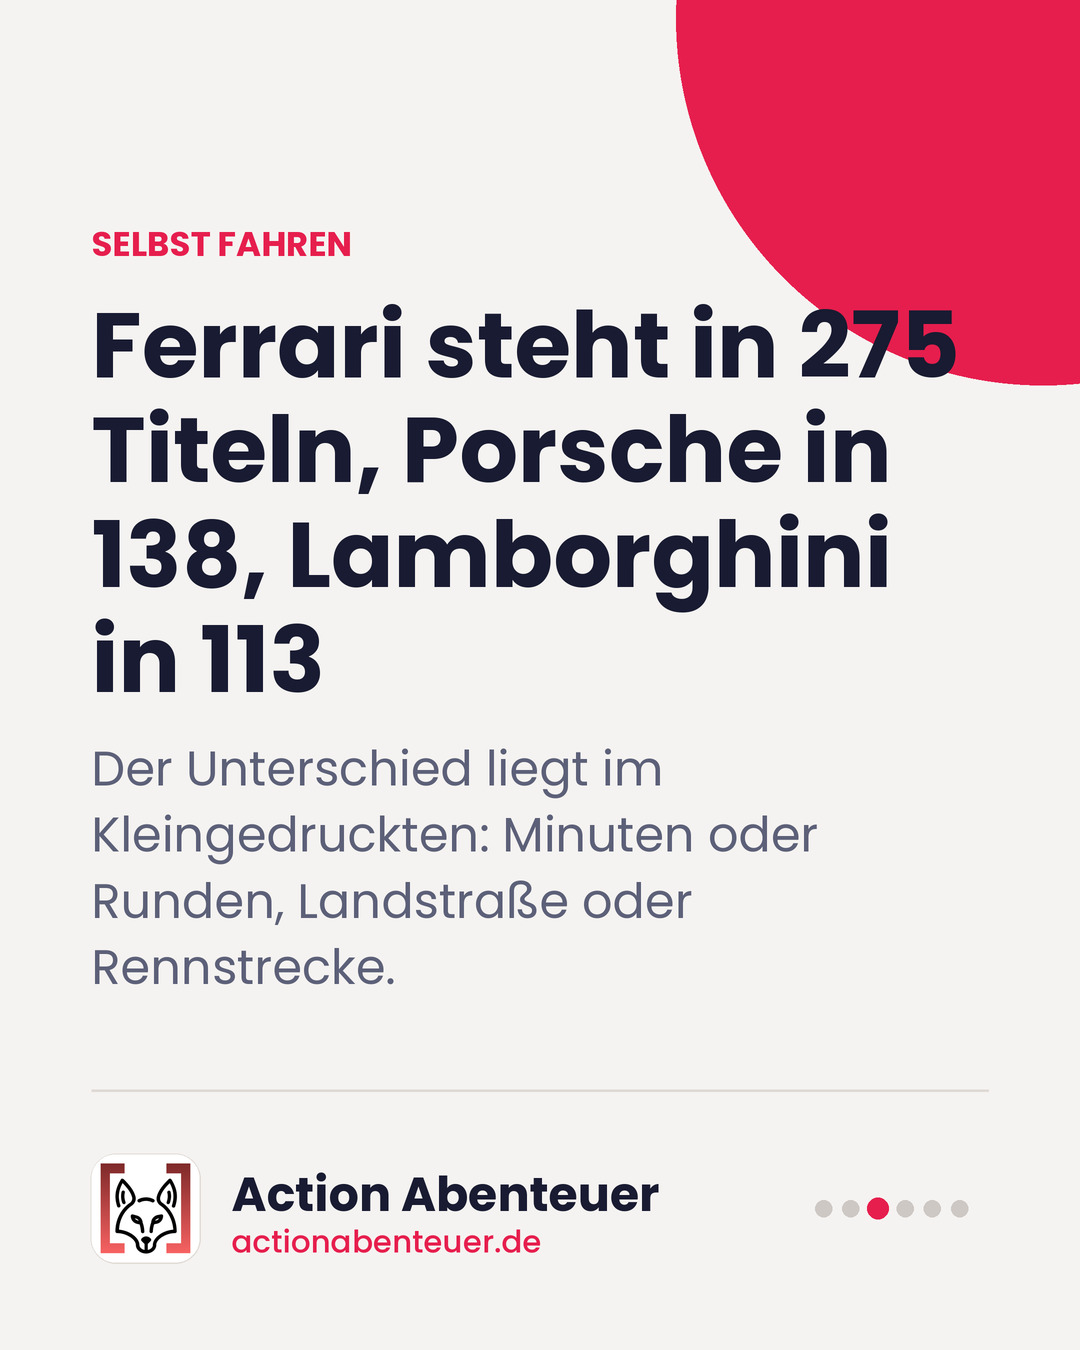 SELBST FAHREN
Ferrari steht in 275
Titeln, Porsche in
138, Lamborghini
in 113
Der Unterschied liegt im
Kleingedruckten: Minuten oder
Runden, Landstraße oder
Rennstrecke.
Action Abenteuer
actionabenteuer.de